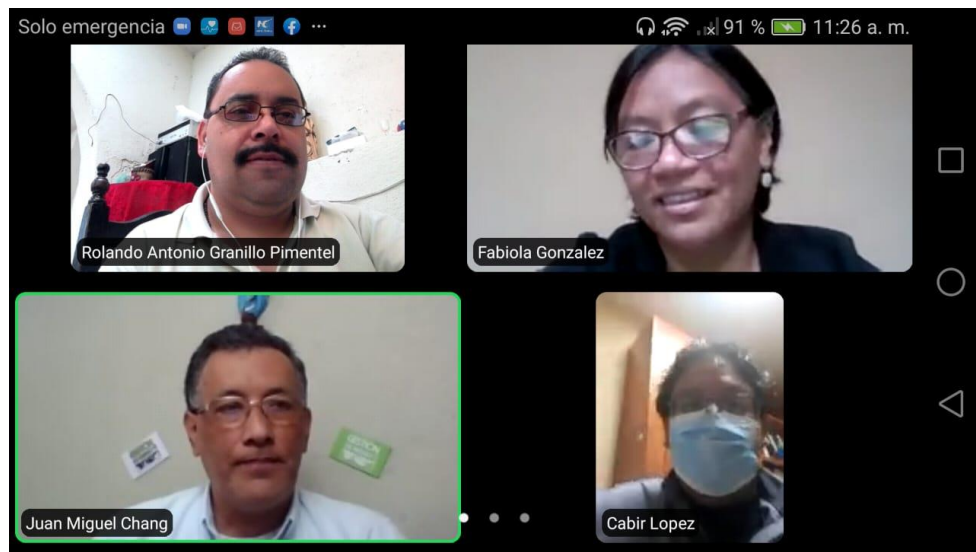 Solo emergencia ... 91 % 11:26 a. m.
Rolando Antonio Granillo Pimentel
Fabiola Gonzalez
Juan Miguel Chang
Cabir Lopez